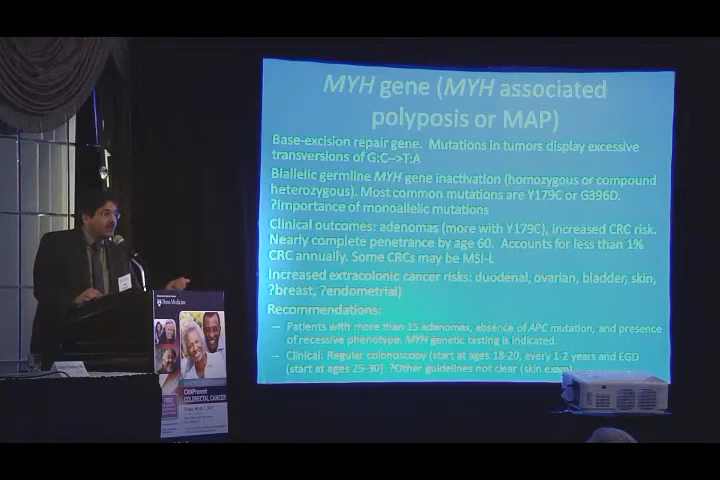 MYH gene (MYH associated
polyposis or MAP)
Base-excision repair gene. Mutations in tumors display excessive
transversions of G:C-->T:A
Biallelic germline MYH gene inactivation (homozygous or compound
heterozygous). Most common mutations are Y179C or G396D.
?Importance of monoallelic mutations
Clinical outcomes: adenomas (more with Y179C), increased CRC risk.
Nearly complete penetrance by age 60. Accounts for less than 1%
CRC annually. Some CRCs may be MSI-L
Increased extracolonic cancer risks: duodenal, ovarian, bladder, skin,
?breast, ?endometrial)
Recommendations:
— Patients with more than 15 adenomas, absence of APC mutation, and presence
of recessive phenotype, MYH genetic testing is indicated.
— Clinical: Regular colonoscopy (start at ages 18-20, every 1-2 years and EGD
(start at ages 25-30). ?Other guidelines not clear (skin exam)
Penn Medicine
FREE
CANPrevent
COLORECTAL CANCER